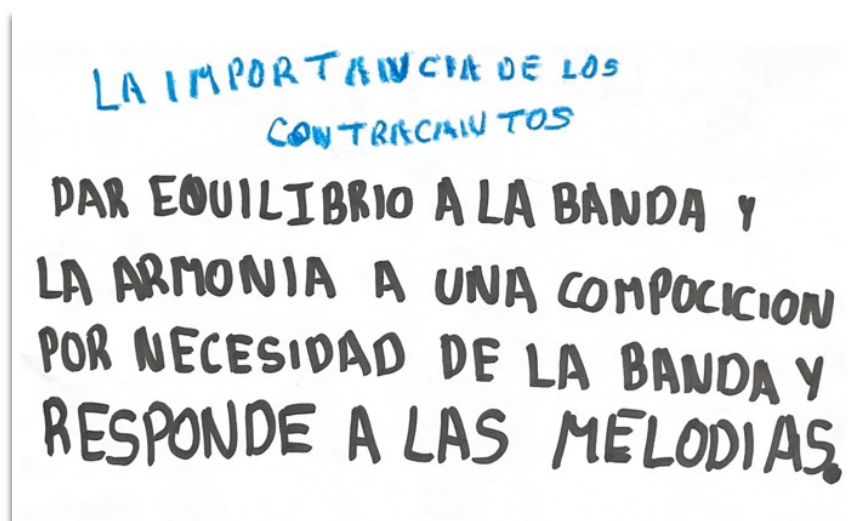 LA IMPORTANCIA DE LOS
CONTRACANTOS
DAR EQUILIBRIO A LA BANDA Y
LA ARMONIA A UNA COMPOCICION
POR NECESIDAD DE LA BANDA Y
RESPONDE A LAS MELODIAS.